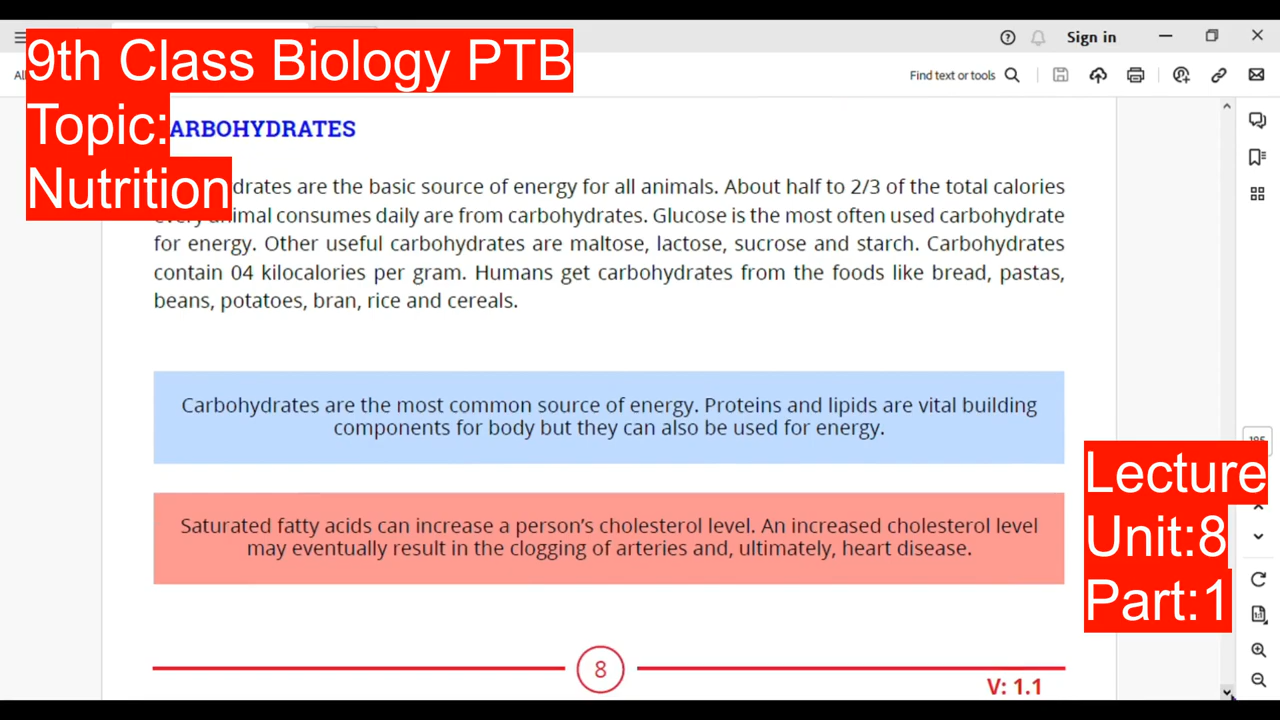 9th Class Biology PTB
Topic:
Nutrition
Sign in
Find text or tools
ARBOHYDRATES
drates are the basic source of energy for all animals. About half to 2/3 of the total calories
every animal consumes daily are from carbohydrates. Glucose is the most often used carbohydrate
for energy. Other useful carbohydrates are maltose, lactose, sucrose and starch. Carbohydrates
contain 04 kilocalories per gram. Humans get carbohydrates from the foods like bread, pastas,
beans, potatoes, bran, rice and cereals.
Carbohydrates are the most common source of energy. Proteins and lipids are vital building
components for body but they can also be used for energy.
Saturated fatty acids can increase a person's cholesterol level. An increased cholesterol level
may eventually result in the clogging of arteries and, ultimately, heart disease.
Lecture
Unit:8
Part:1
8
V: 1.1